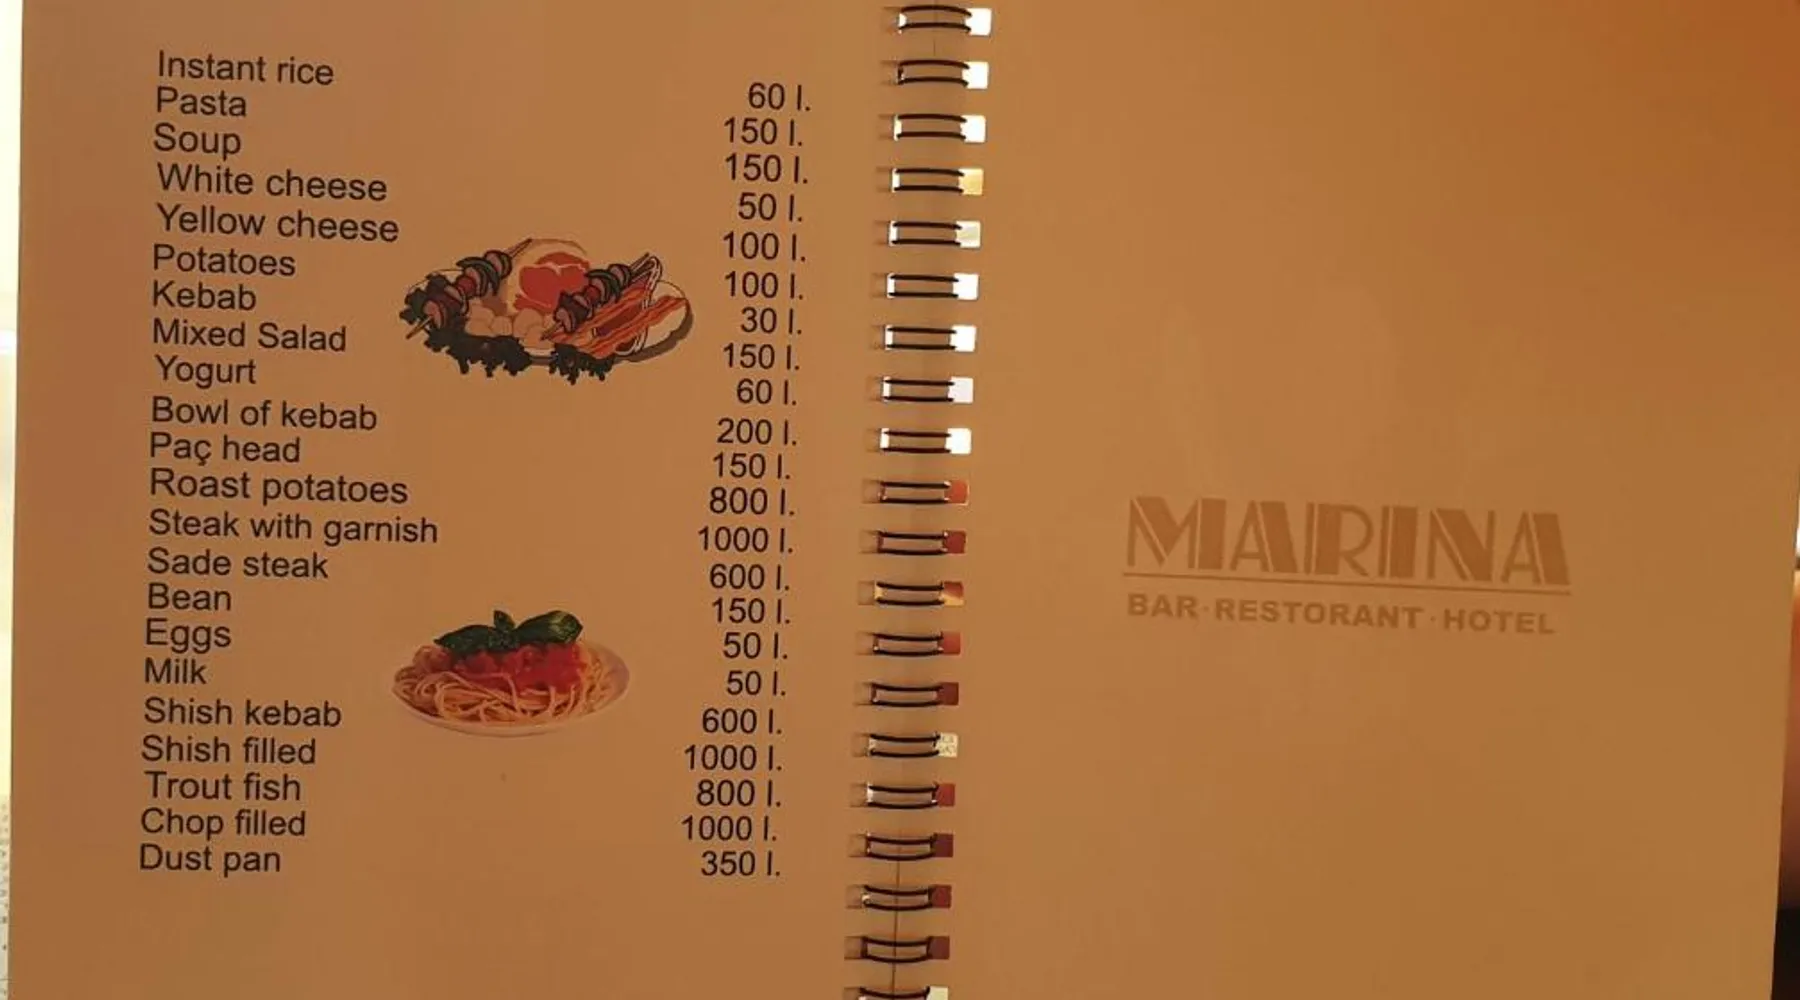 Instant rice 60 l.
Pasta 150 l.
Soup 150 l.
White cheese 50 l.
Yellow cheese 100 l.
Potatoes 100 l.
Kebab 30 l.
Mixed Salad 150 l.
Yogurt 60 l.
Bowl of kebab 200 l.
Paç head 150 l.
Roast potatoes 800 l.
Steak with garnish 1000 l.
Sade steak 600 l.
Bean 150 l.
Eggs 50 l.
Milk 50 l.
Shish kebab 600 l.
Shish filled 1000 l.
Trout fish 800 l.
Chop filled 1000 l.
Dust pan 350 l.
MARINA
BAR·RESTORANT·HOTEL